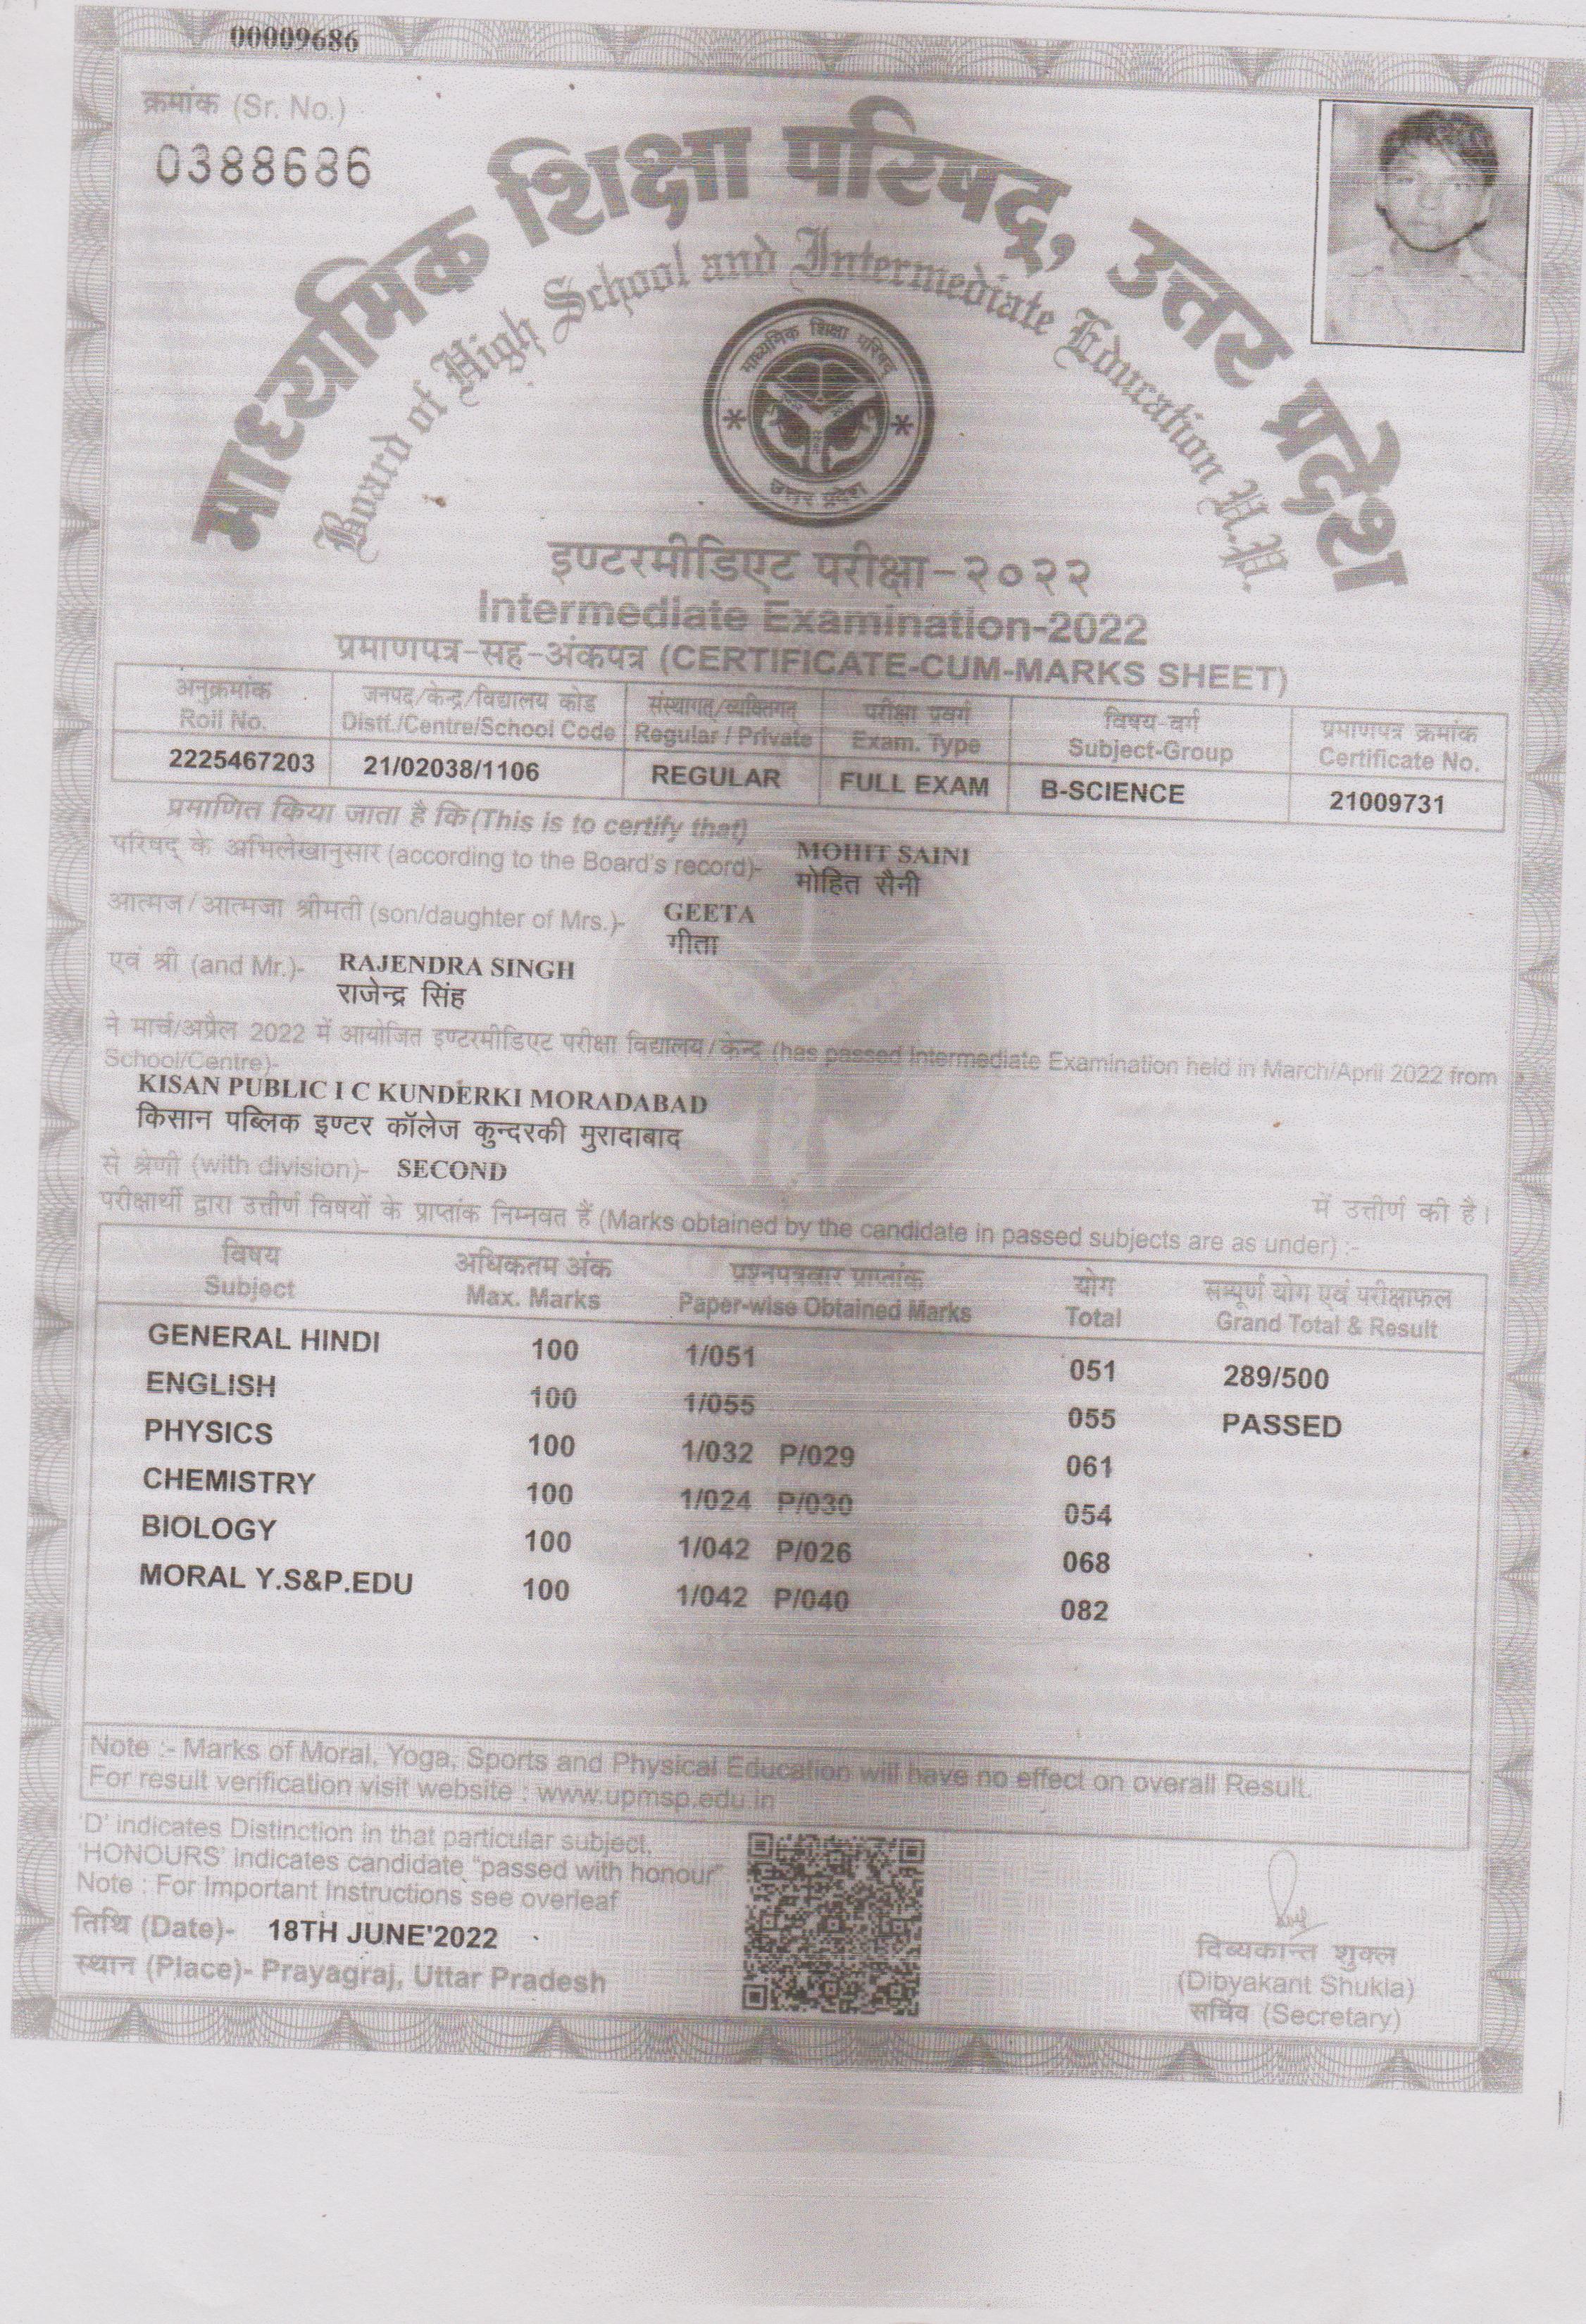 00009686
क्रमांक (Sr. No.)
0388686
माध्यमिक शिक्षा परिषद्, उत्तर प्रदेश
Board of High School and Intermediate Education U.P.
माध्यमिक शिक्षा परिषद्
उत्तर प्रदेश
इण्टरमीडिएट परीक्षा-२०२२
Intermediate Examination-2022
प्रमाणपत्र-सह-अंकपत्र (CERTIFICATE-CUM-MARKS SHEET)
अनुक्रमांक जनपद/केन्द्र/विद्यालय कोड संस्थागत/व्यक्तिगत परीक्षा प्रवर्ग विषय-वर्ग प्रमाणपत्र क्रमांक
Roll No. Distt./Centre/School Code Regular / Private Exam. Type Subject-Group Certificate No.
2225467203 21/02038/1106 REGULAR FULL EXAM B-SCIENCE 21009731
प्रमाणित किया जाता है कि (This is to certify that)
परिषद् के अभिलेखानुसार (according to the Board's record)- MOHIT SAINI
मोहित सैनी
आत्मज/आत्मजा श्रीमती (son/daughter of Mrs.)- GEETA
गीता
एवं श्री (and Mr.)- RAJENDRA SINGH
राजेन्द्र सिंह
ने मार्च/अप्रैल 2022 में आयोजित इण्टरमीडिएट परीक्षा विद्यालय/केन्द्र (has passed Intermediate Examination held in March/April 2022 from
School/Centre)-
KISAN PUBLIC I C KUNDERKI MORADABAD
किसान पब्लिक इण्टर कॉलेज कुन्दरकी मुरादाबाद
से श्रेणी (with division)- SECOND
में उत्तीर्ण की है।
परीक्षार्थी द्वारा उत्तीर्ण विषयों के प्राप्तांक निम्नवत हैं (Marks obtained by the candidate in passed subjects are as under) :-
विषय अधिकतम अंक प्रश्नपत्रवार प्राप्तांक योग सम्पूर्ण योग एवं परीक्षाफल
Subject Max. Marks Paper-wise Obtained Marks Total Grand Total & Result
GENERAL HINDI 100 1/051 051 289/500
ENGLISH 100 1/055 055 PASSED
PHYSICS 100 1/032 P/029 061
CHEMISTRY 100 1/024 P/030 054
BIOLOGY 100 1/042 P/026 068
MORAL Y.S&P.EDU 100 1/042 P/040 082
Note :- Marks of Moral, Yoga, Sports and Physical Education will have no effect on overall Result.
For result verification visit website : www.upmsp.edu.in
'D' indicates Distinction in that particular subject.
'HONOURS' indicates candidate "passed with honour"
Note : For Important Instructions see overleaf
तिथि (Date)- 18TH JUNE'2022
स्थान (Place)- Prayagraj, Uttar Pradesh
दिव्यकान्त शुक्ल
(Dibyakant Shukla)
सचिव (Secretary)